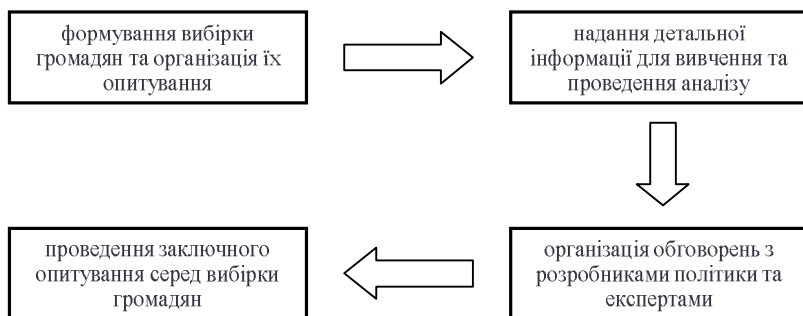 формування вибірки
громадян та організація їх
опитування
надання детальної
інформації для вивчення та
проведення аналізу
організація обговорень з
розробниками політики та
експертами
проведення заключного
опитування серед вибірки
громадян